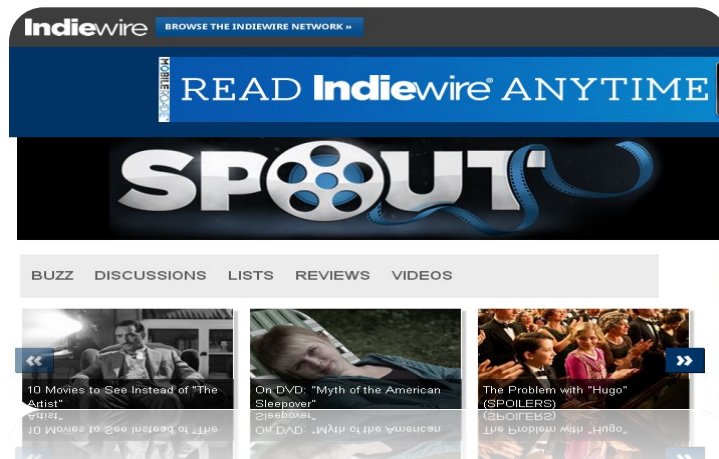 Indiewire BROWSE THE INDIEWIRE NETWORK »
MOBILEROADIE READ Indiewire® ANYTIME
SPOUT
BUZZ DISCUSSIONS LISTS REVIEWS VIDEOS
«
»
10 Movies to See Instead of "The
Artist"
On DVD: "Myth of the American
Sleepover"
The Problem with "Hugo"
(SPOILERS)